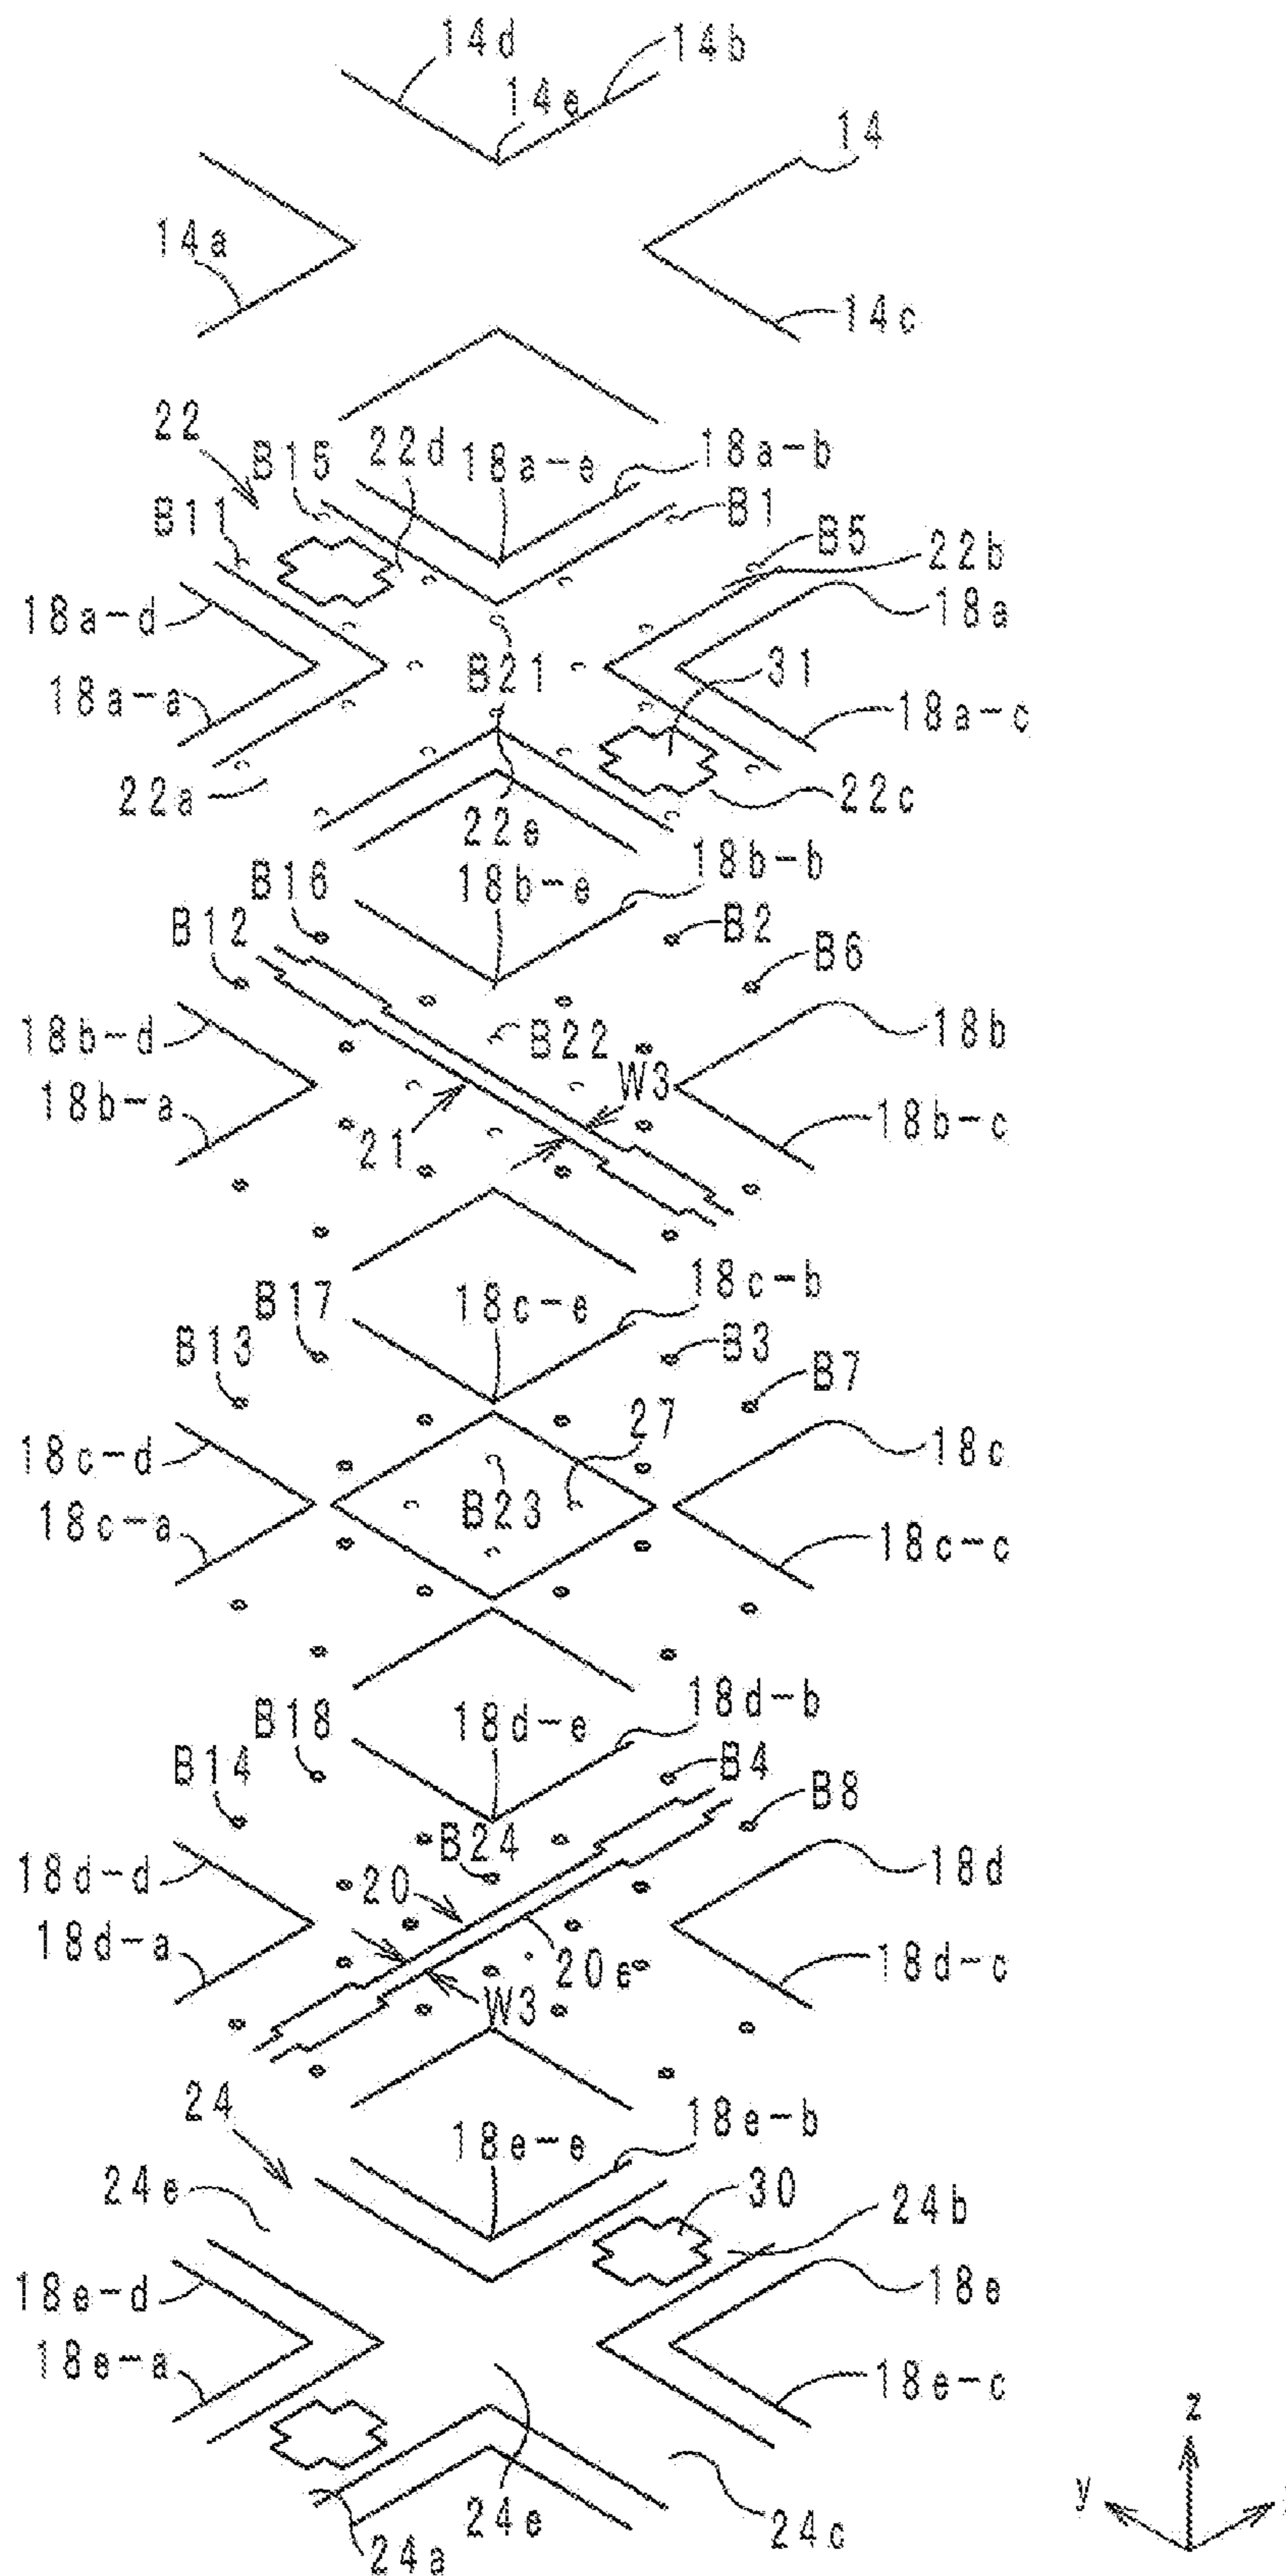 14d
14b
14e
14
14a
14c
22
B15
22d
18a-e
18a-b
B11
B1
B5
22b
18a-d
18a
B21
31
18a-a
18a-c
22a
22e
22c
B16
18b-e
18b-b
B12
B2
B6
18b-d
B22
18b
W3
18b-a
21
18b-c
B17
18c-e
18c-b
B13
B3
B7
27
18c-d
18c
18c-a
B23
18c-c
B18
18d-e
18d-b
B14
B4
B8
B24
18d-d
20
18d
18d-a
20e
18d-c
W3
24
18e-e
18e-b
24e
30
24b
18e-d
18e
18e-a
18e-c
z
24a
24e
24c
y